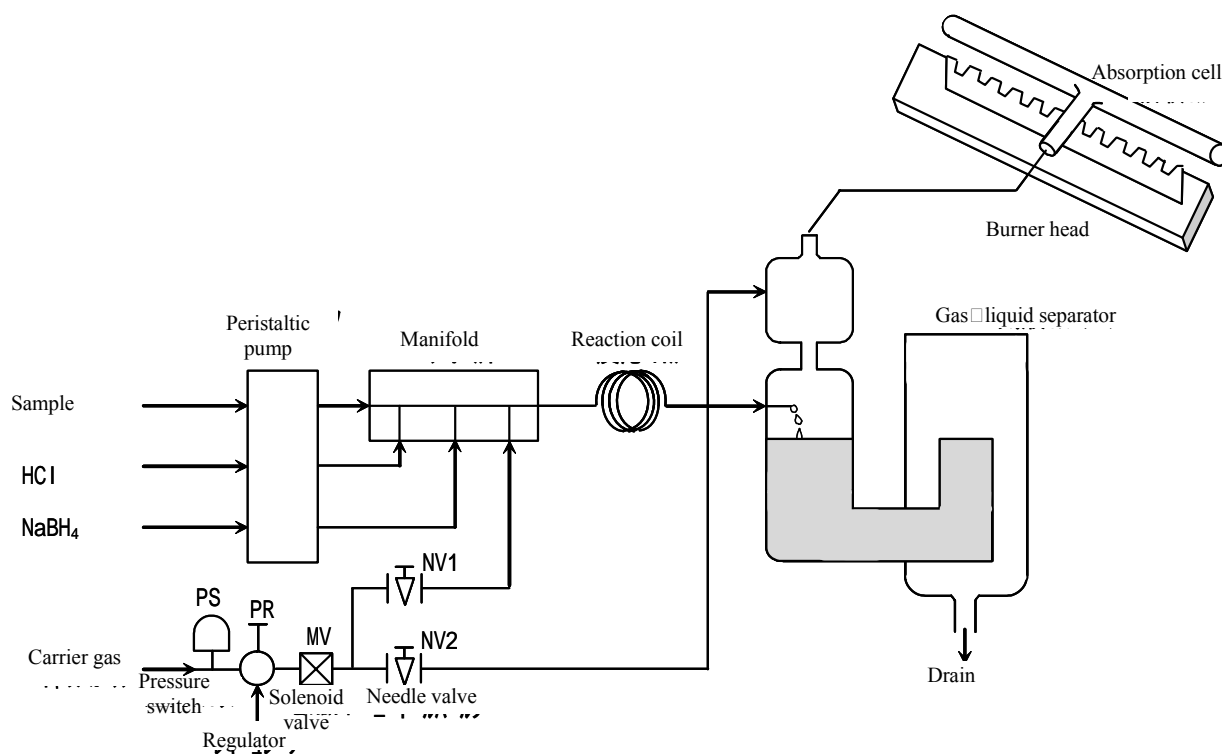 Absorption cell
Burner head
Gas□liquid separator
Peristaltic
pump
Manifold
Reaction coil
Sample
HCl
NaBH₄
NV1
PS
PR
MV
NV2
Carrier gas
Pressure
switch
Solenoid
valve
Needle valve
Regulator
Drain